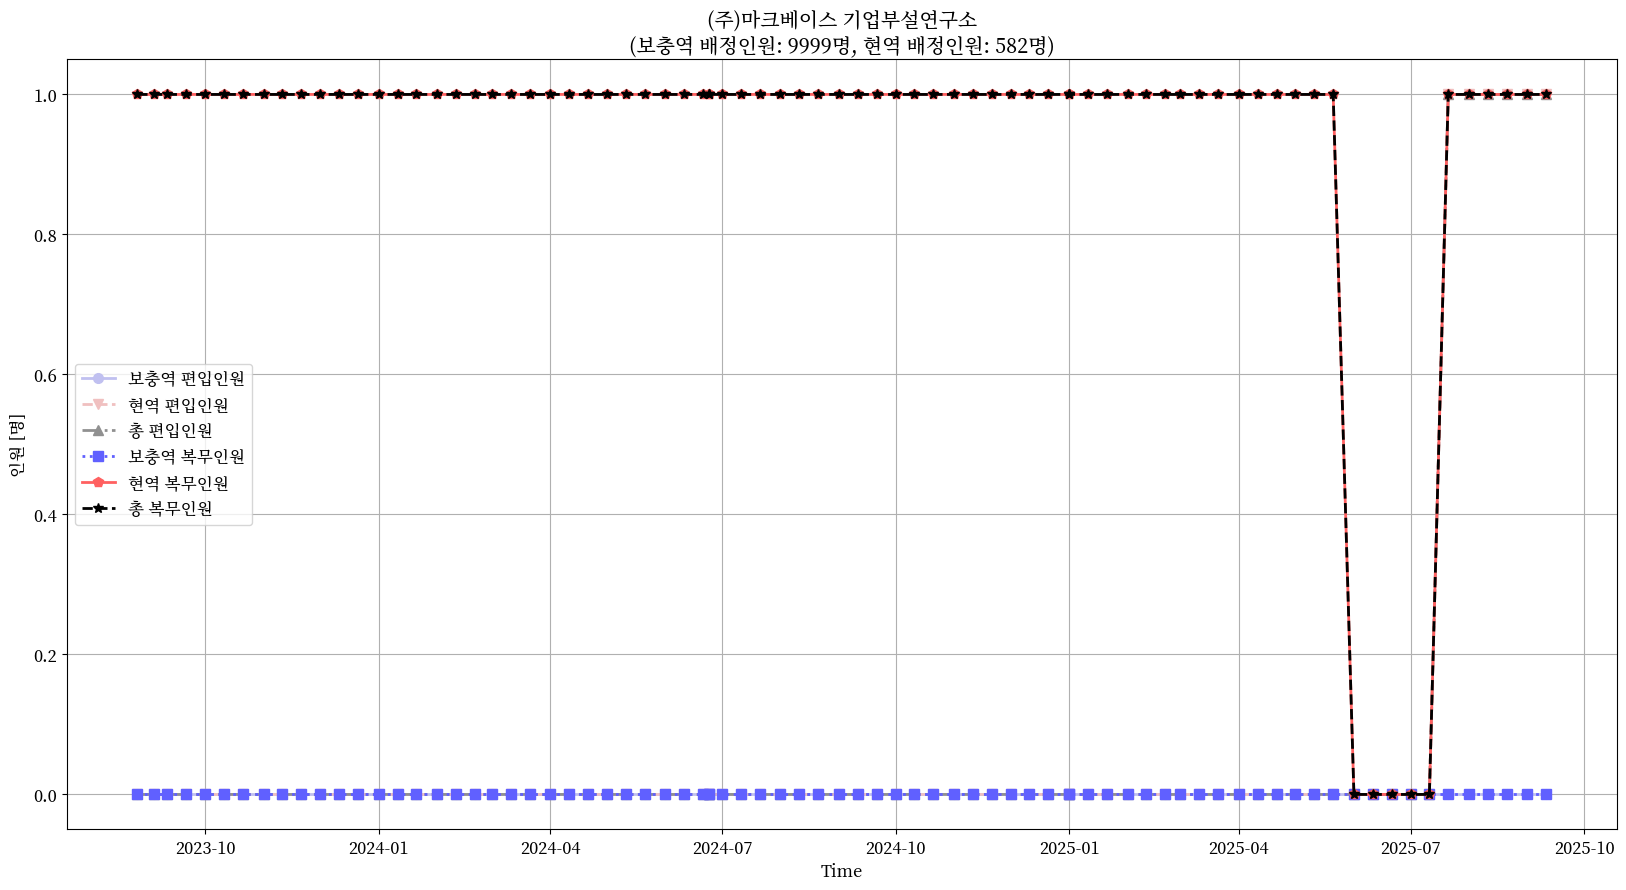 (주)마크베이스 기업부설연구소
(보충역 배정인원: 9999명, 현역 배정인원: 582명)
1.0
0.8
0.6
0.4
0.2
0.0
인원 [명]
보충역 편입인원
현역 편입인원
총 편입인원
보충역 복무인원
현역 복무인원
총 복무인원
2023-10
2024-01
2024-04
2024-07
2024-10
2025-01
2025-04
2025-07
2025-10
Time